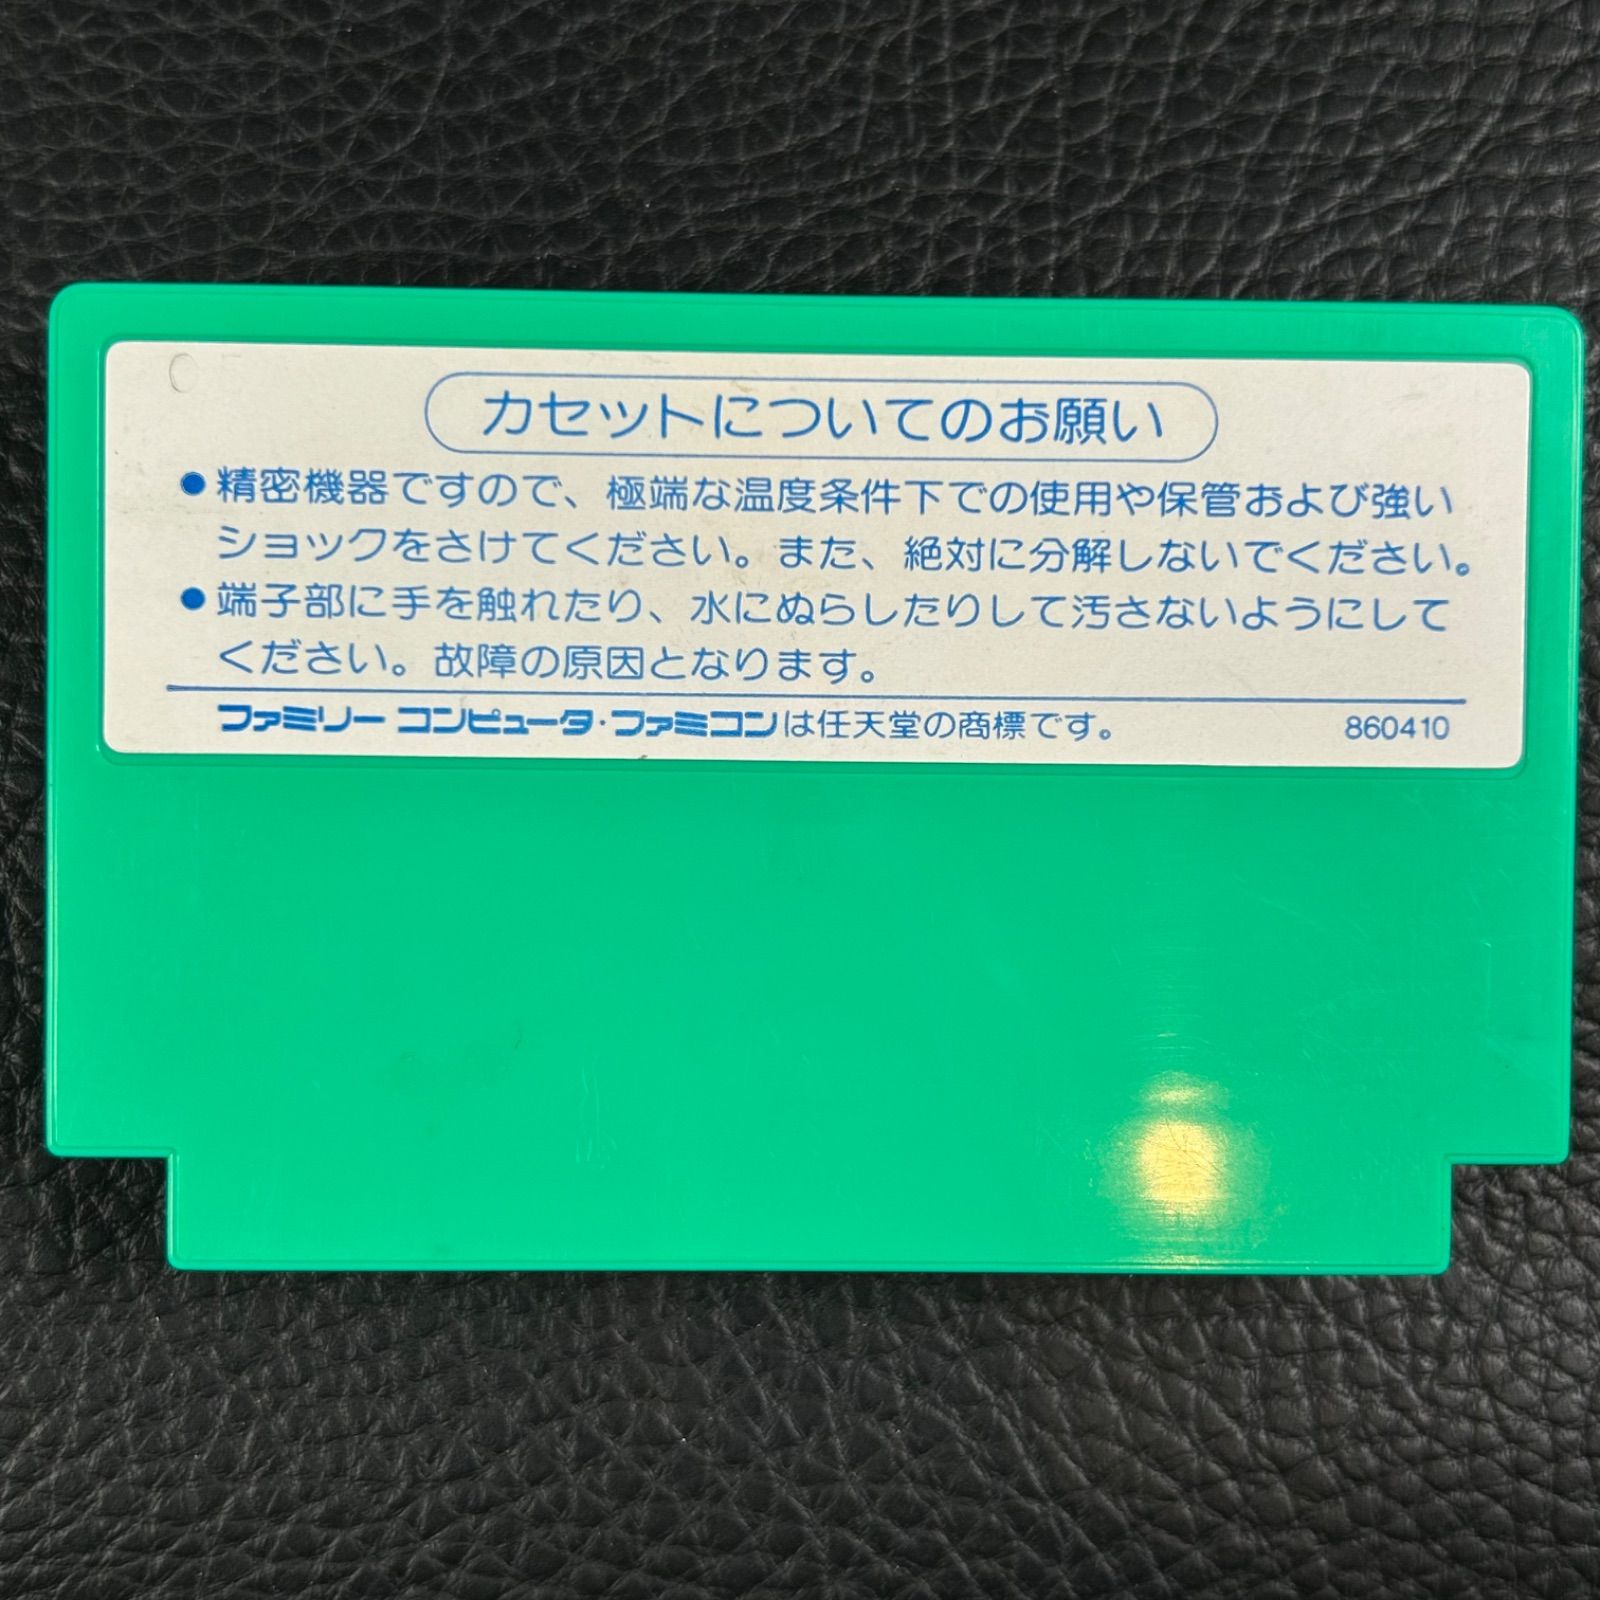 カセットについてのお願い
●精密機器ですので、極端な温度条件下での使用や保管および強い
ショックをさけてください。また、絶対に分解しないでください。
●端子部に手を触れたり、水にぬらしたりして汚さないようにして
ください。故障の原因となります。
ファミリー コンピュータ・ファミコンは任天堂の商標です。 860410